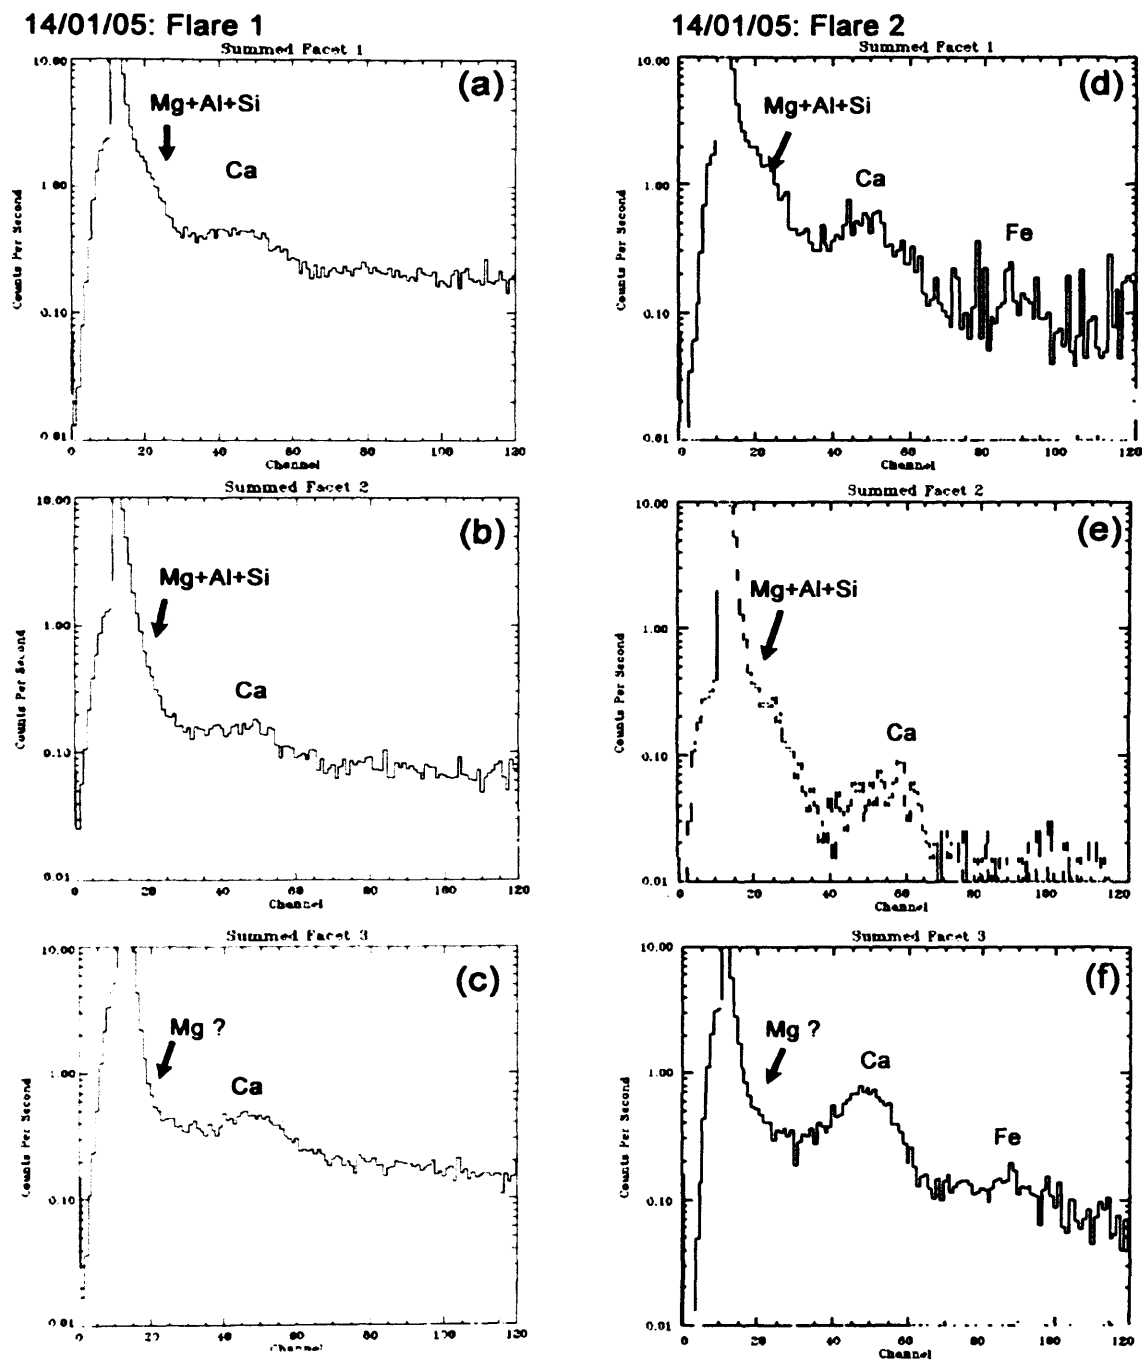 14/01/05: Flare 1
Summed Facet 1
(a)
Mg+Al+Si
Ca
10.00
1.00
0.10
0.01
Counts Per Second
0 20 40 60 80 100 120
Channel
Summed Facet 2
(b)
Mg+Al+Si
Ca
10.00
1.00
0.10
0.01
Counts Per Second
0 20 40 60 80 100 120
Channel
Summed Facet 3
(c)
Mg ?
Ca
10.00
1.00
0.10
0.01
Counts Per Second
0 20 40 60 80 100 120
Channel
14/01/05: Flare 2
Summed Facet 1
(d)
Mg+Al+Si
Ca
Fe
10.00
1.00
0.10
0.01
Counts Per Second
0 20 40 60 80 100 120
Channel
Summed Facet 2
(e)
Mg+Al+Si
Ca
10.00
1.00
0.10
0.01
Counts Per Second
0 20 40 60 80 100 120
Channel
Summed Facet 3
(f)
Mg ?
Ca
Fe
10.00
1.00
0.10
0.01
Counts Per Second
0 20 40 60 80 100 120
Channel